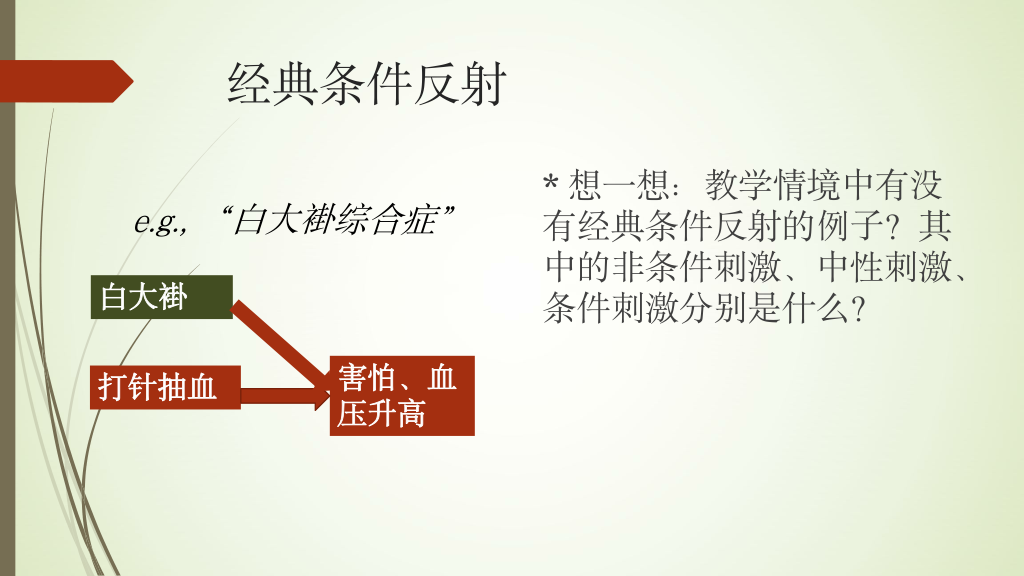 经典条件反射
e.g., “白大褂综合症”
白大褂
打针抽血
害怕、血
压升高
* 想一想：教学情境中有没
有经典条件反射的例子？其
中的非条件刺激、中性刺激、
条件刺激分别是什么？